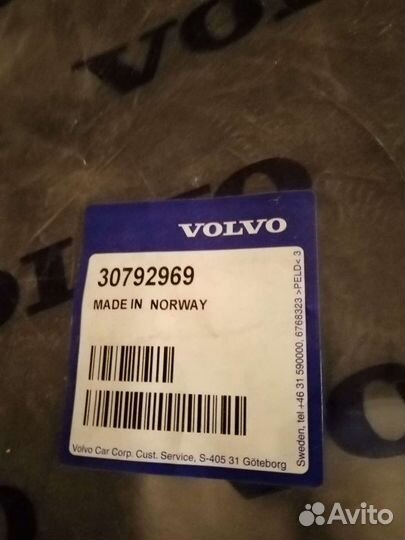 VOLVO
VOLVO
30792969
MADE IN NORWAY
Volvo Car Corp. Cust. Service, S-405 31 Göteborg
Sweden, tel +46 31 590000, 6768323 >PELD< 3
Avito